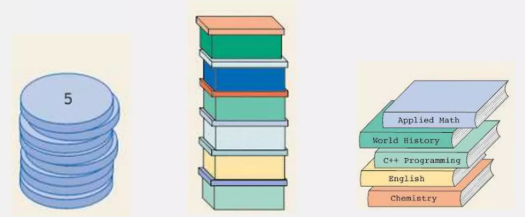 5
Applied Math
World History
C++ Programming
English
Chemistry